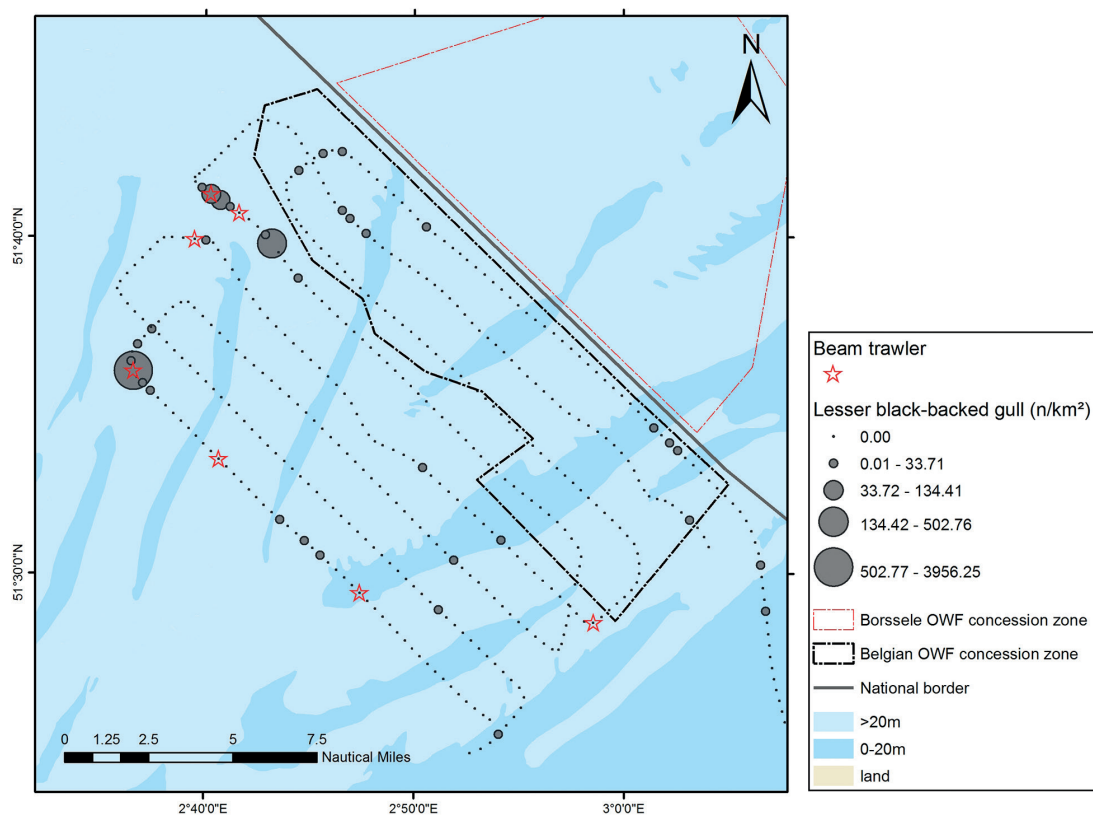 N
51°40'0"N
51°30'0"N
0 1.25 2.5 5 7.5
Nautical Miles
2°40'0"E 2°50'0"E 3°0'0"E
Beam trawler
Lesser black-backed gull (n/km²)
0.00
0.01 - 33.71
33.72 - 134.41
134.42 - 502.76
502.77 - 3956.25
Borssele OWF concession zone
Belgian OWF concession zone
National border
>20m
0-20m
land